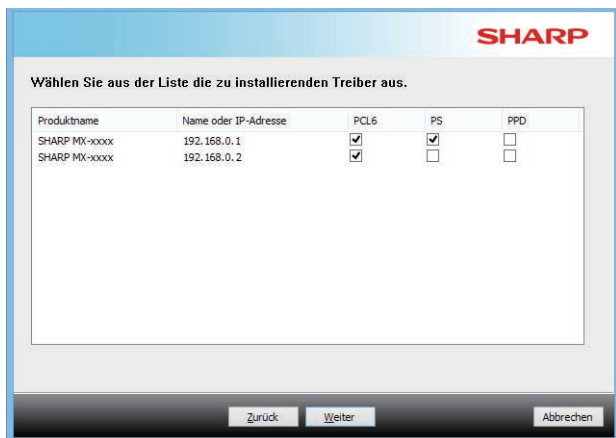 SHARP
Wählen Sie aus der Liste die zu installierenden Treiber aus.
Produktname Name oder IP-Adresse PCL6 PS PPD
SHARP MX-xxxx 192.168.0.1
SHARP MX-xxxx 192.168.0.2
Zurück Weiter Abbrechen